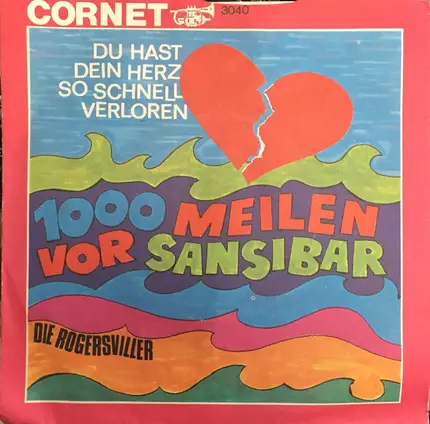 CORNET 3040
DU HAST
DEIN HERZ
SO SCHNELL
VERLOREN
1000 MEILEN
VOR SANSIBAR
DIE ROGERSVILLER